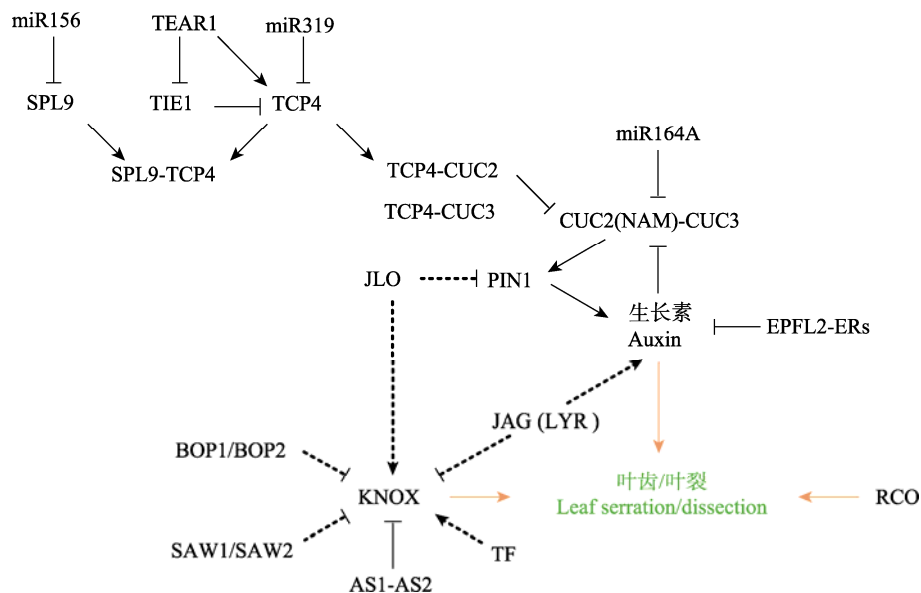 miR156
TEAR1
miR319
SPL9
TIE1
TCP4
miR164A
SPL9-TCP4
TCP4-CUC2
TCP4-CUC3
CUC2(NAM)-CUC3
JLO
PIN1
生长素
Auxin
EPFL2-ERs
JAG (LYR )
BOP1/BOP2
叶齿/叶裂
KNOX
Leaf serration/dissection
RCO
SAW1/SAW2
TF
AS1-AS2